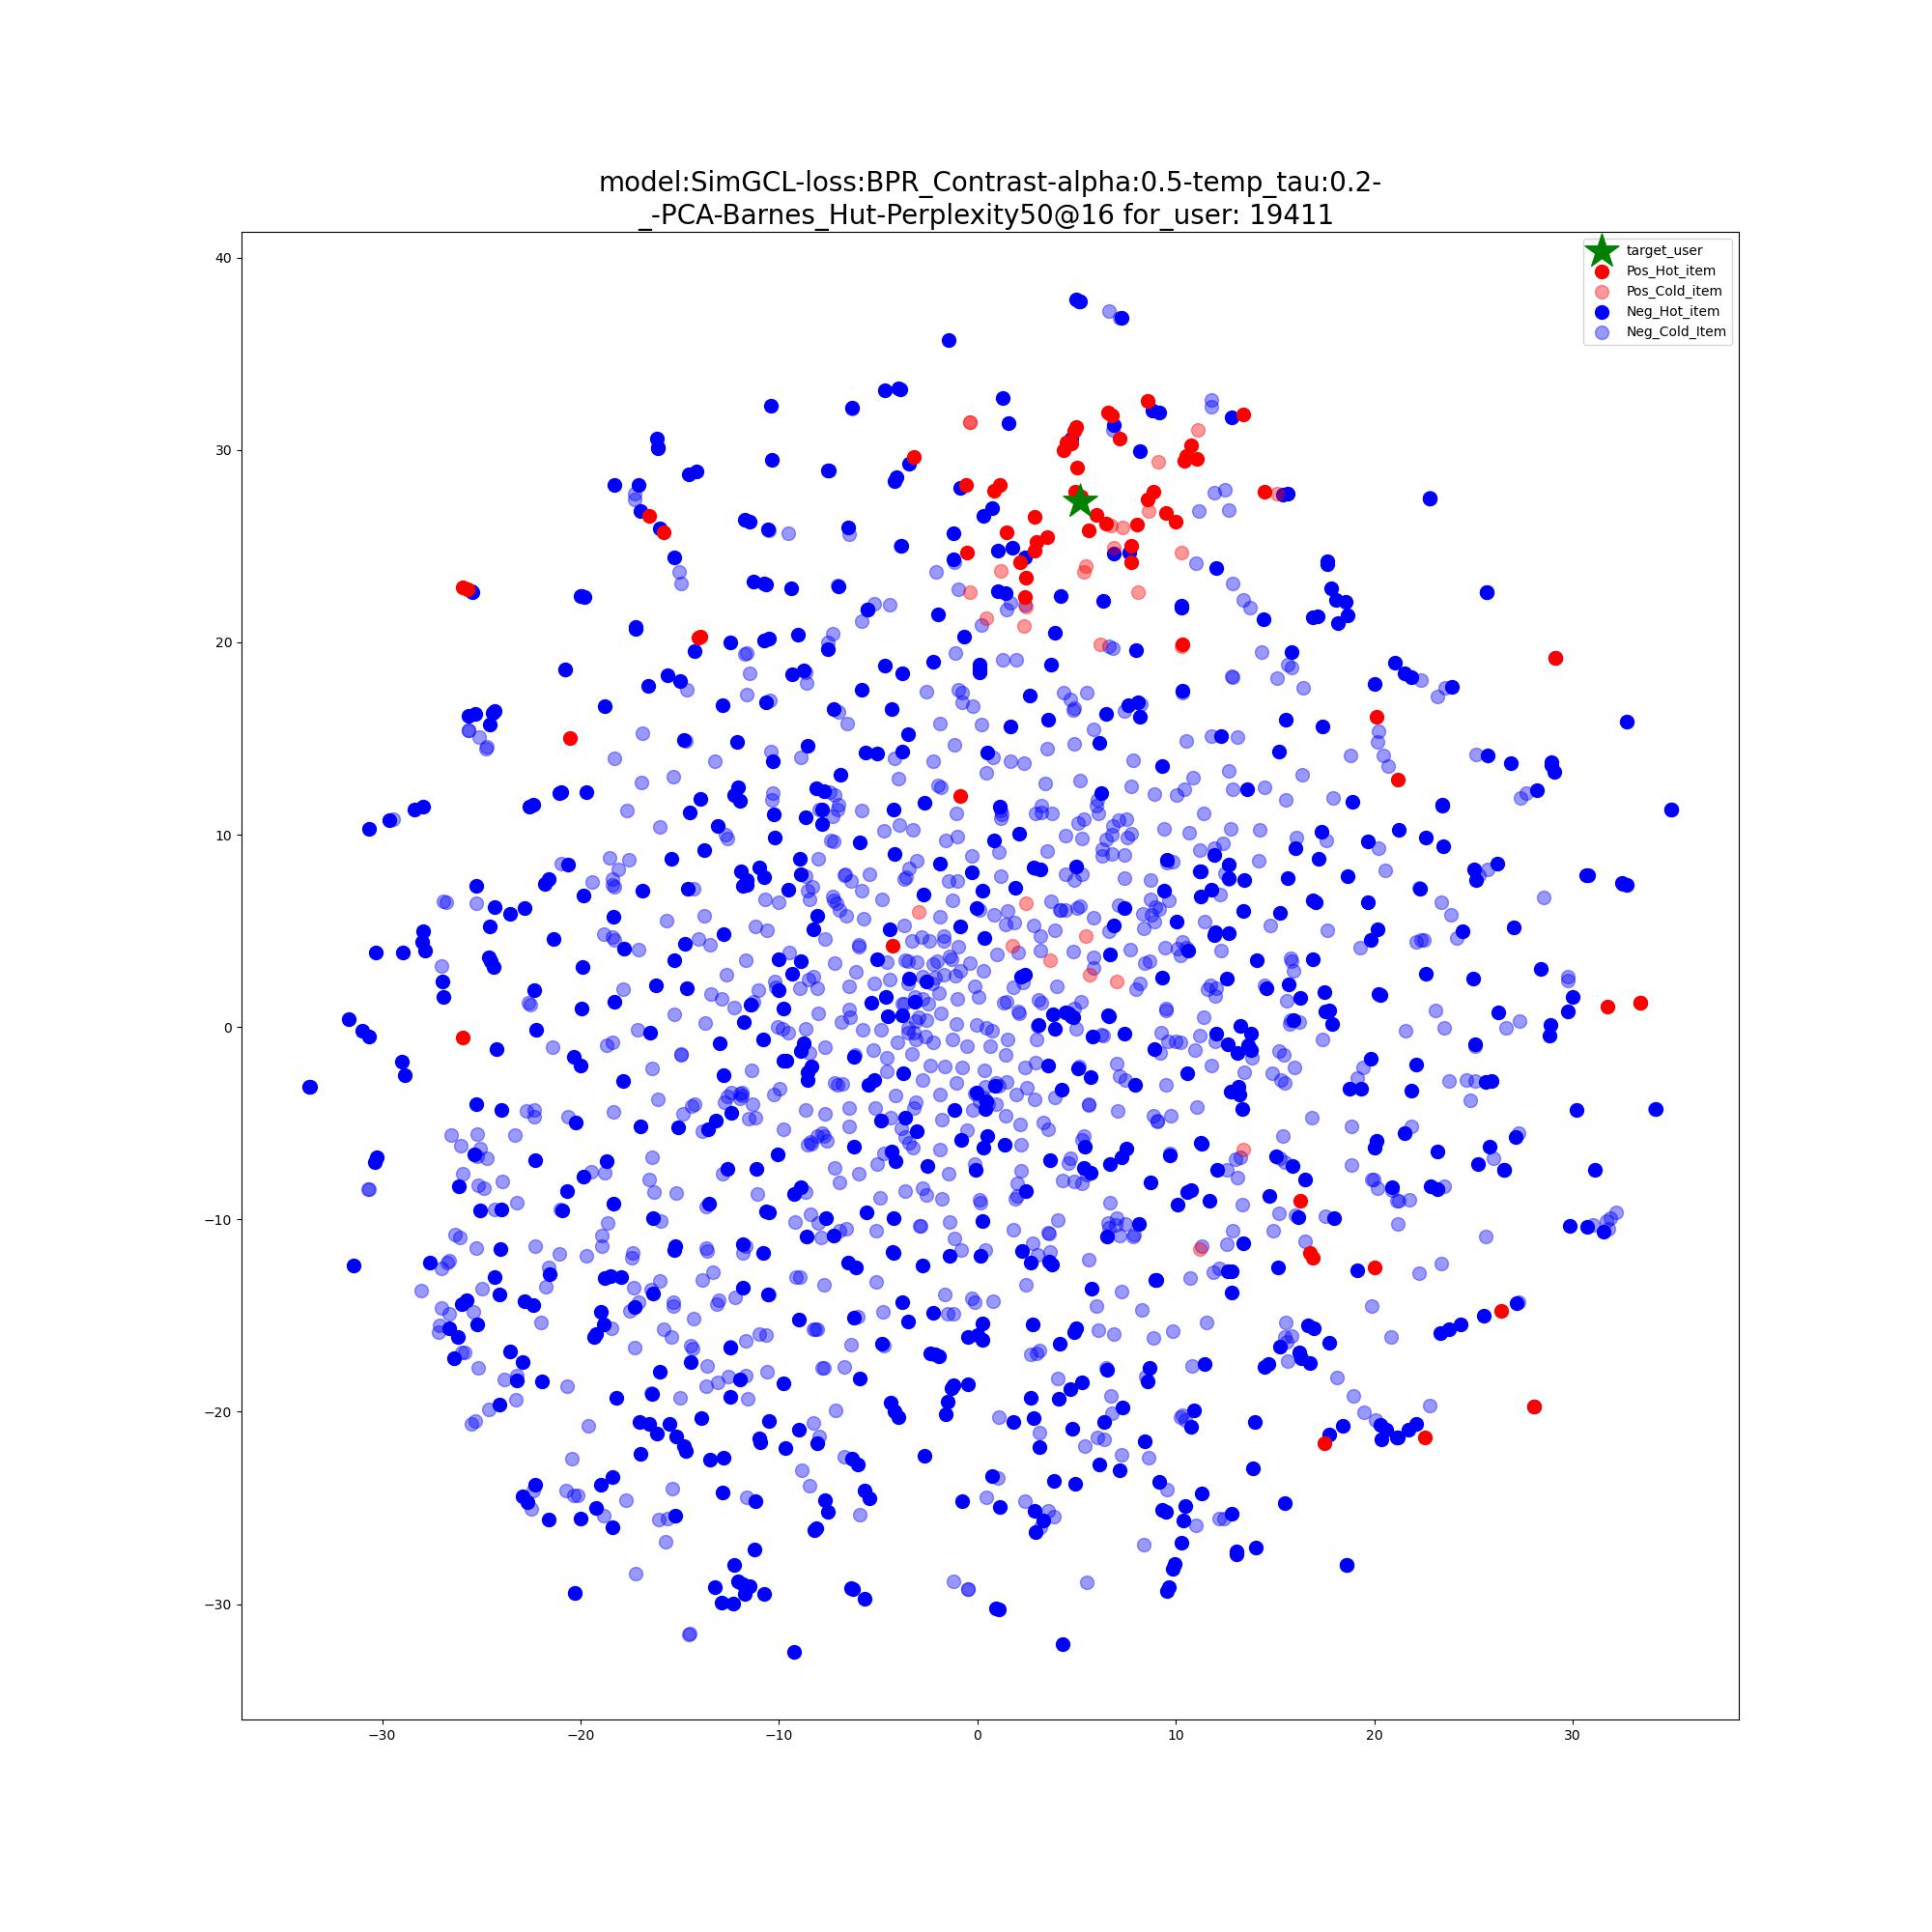 model:SimGCL-loss:BPR_Contrast-alpha:0.5-temp_tau:0.2-
_-PCA-Barnes_Hut-Perplexity50@16 for_user: 19411
target_user
Pos_Hot_item
Pos_Cold_item
Neg_Hot_item
Neg_Cold_Item
40
30
20
10
0
−10
−20
−30
−30
−20
−10
0
10
20
30